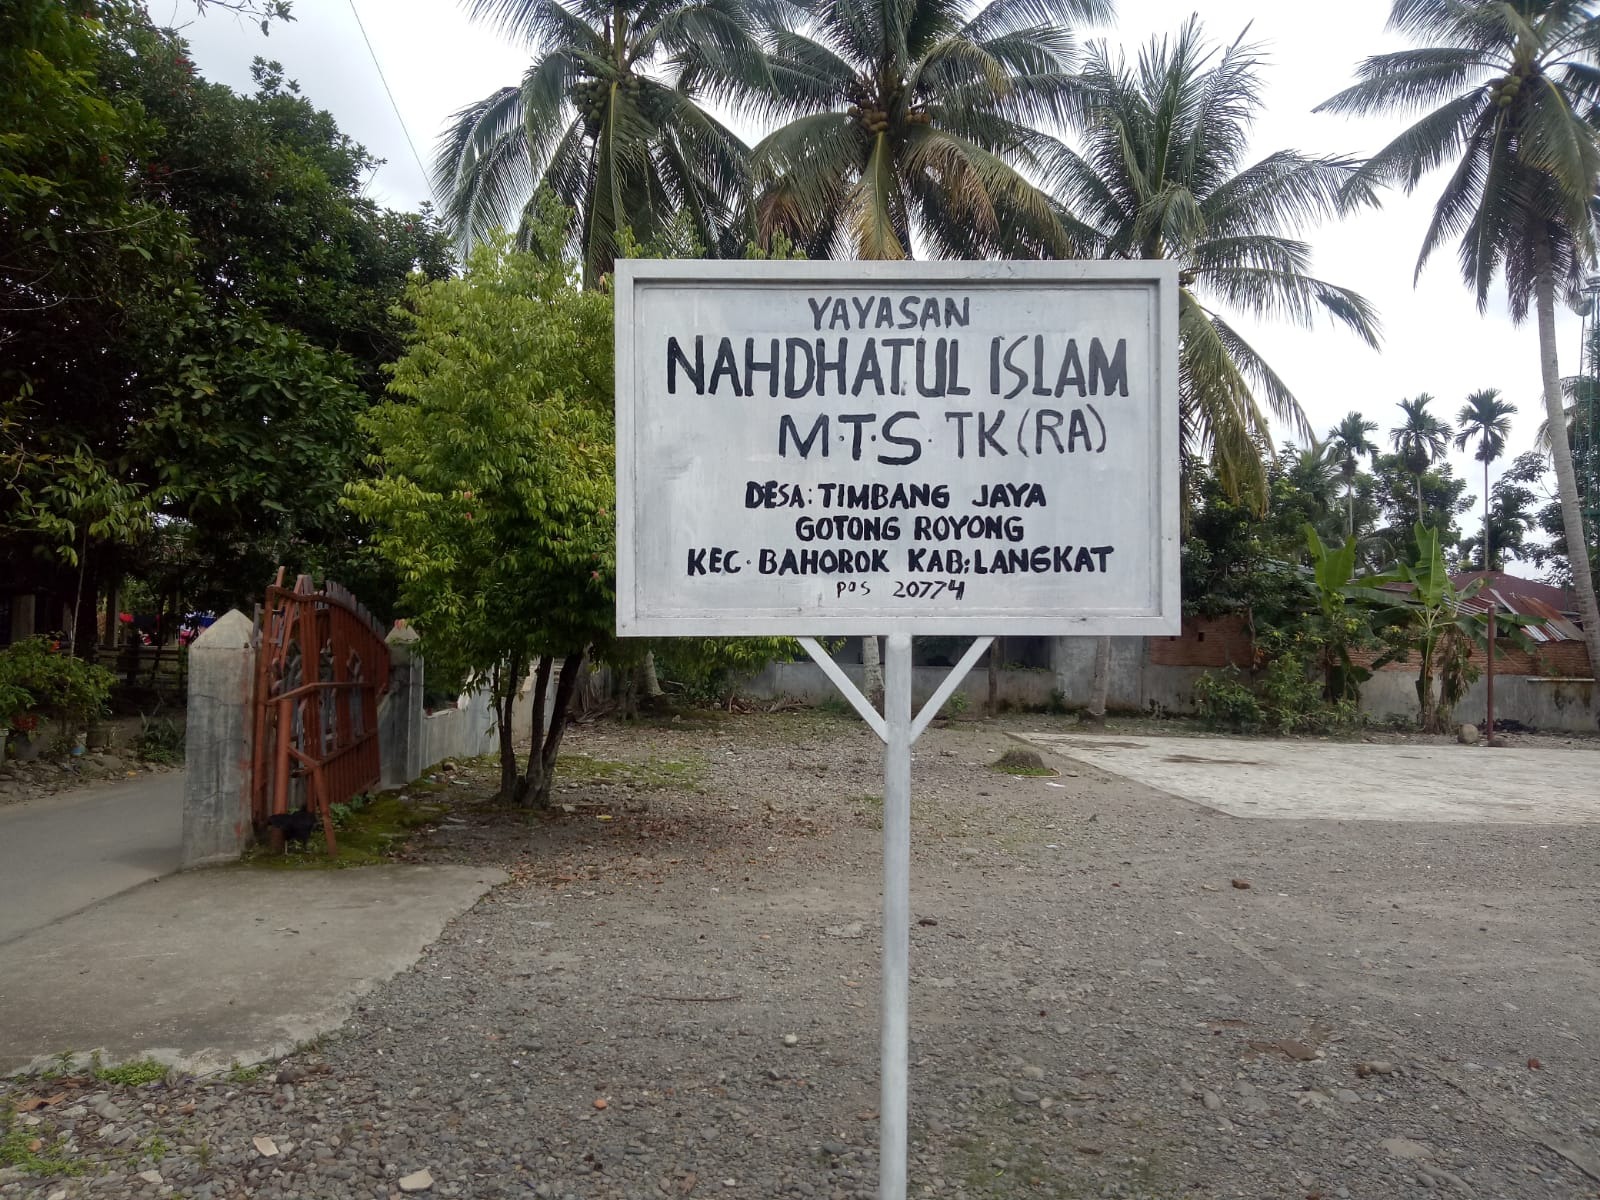 YAYASAN
NAHDHATUL ISLAM
M.T.S. TK (RA)
DESA: TIMBANG JAYA
GOTONG ROYONG
KEC. BAHOROK KAB: LANGKAT
POS 20774